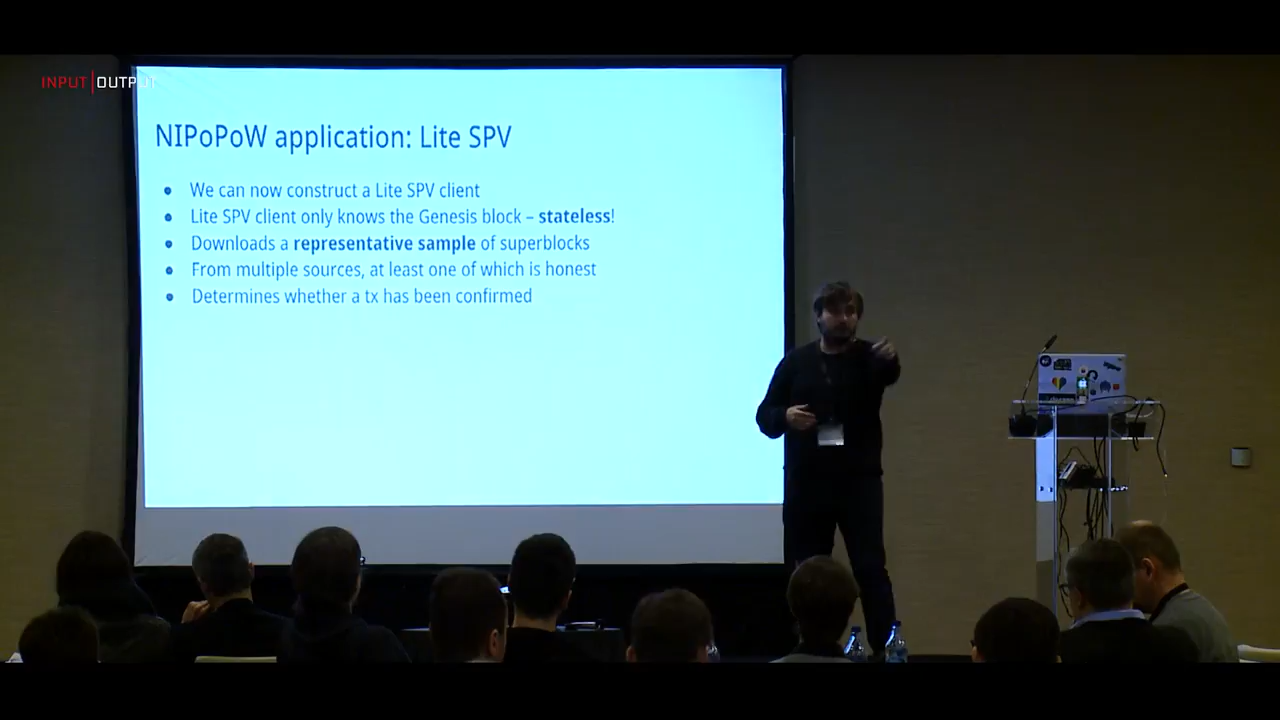 INPUT|OUTPUT
NIPoPoW application: Lite SPV
We can now construct a Lite SPV client
Lite SPV client only knows the Genesis block – stateless!
Downloads a representative sample of superblocks
From multiple sources, at least one of which is honest
Determines whether a tx has been confirmed